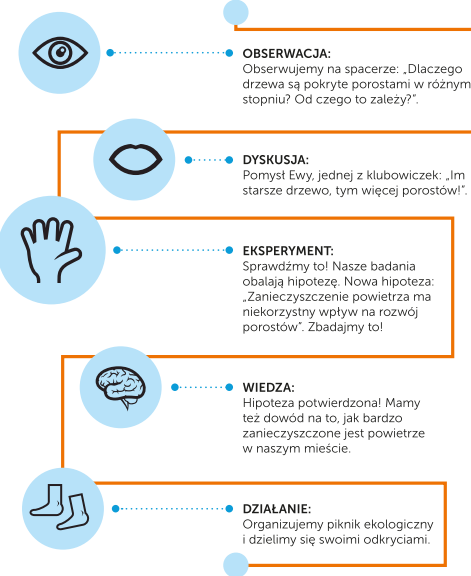 OBSERWACJA:
Obserwujemy na spacerze: „Dlaczego
drzewa są pokryte porostami w różnym
stopniu? Od czego to zależy?”.
DYSKUSJA:
Pomysł Ewy, jednej z klubowiczek: „Im
starsze drzewo, tym więcej porostów!”.
EKSPERYMENT:
Sprawdźmy to! Nasze badania
obalają hipotezę. Nowa hipoteza:
„Zanieczyszczenie powietrza ma
niekorzystny wpływ na rozwój
porostów”. Zbadajmy to!
WIEDZA:
Hipoteza potwierdzona! Mamy
też dowód na to, jak bardzo
zanieczyszczone jest powietrze
w naszym mieście.
DZIAŁANIE:
Organizujemy piknik ekologiczny
i dzielimy się swoimi odkryciami.